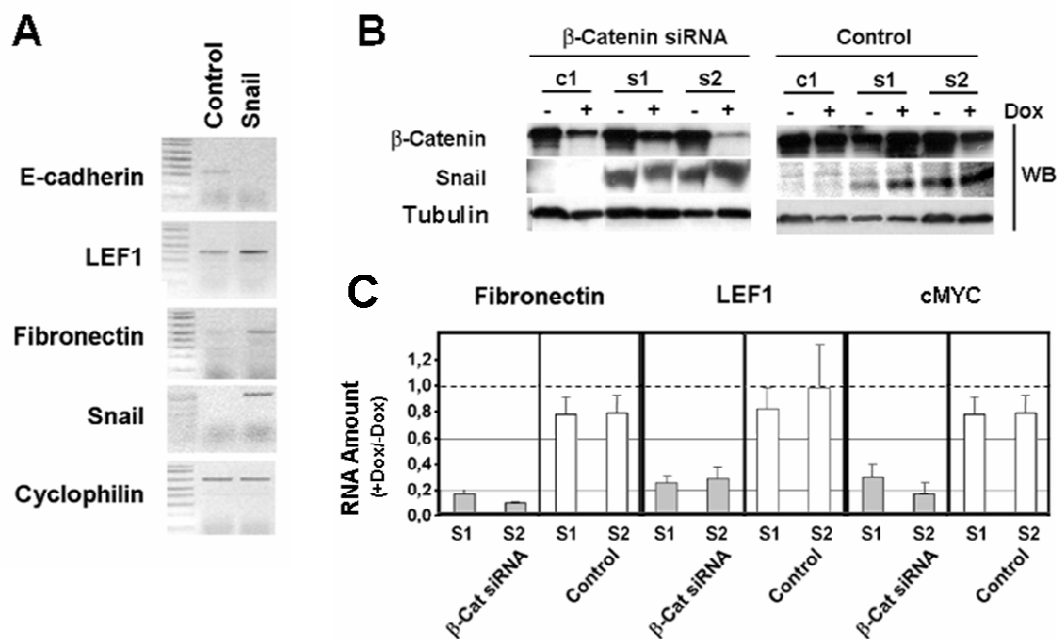 A
Control
Snail
E-cadherin
LEF1
Fibronectin
Snail
Cyclophilin
B
β-Catenin siRNA
Control
c1 s1 s2 c1 s1 s2
- + - + - + - + - + - + Dox
β-Catenin
Snail
Tubulin
WB
C
Fibronectin LEF1 cMYC
RNA Amount
(+Dox/-Dox)
1,2
1,0
0,8
0,6
0,4
0,2
0,0
S1 S2 S1 S2 S1 S2 S1 S2 S1 S2 S1 S2
β-Cat siRNA
Control
β-Cat siRNA
Control
β-Cat siRNA
Control